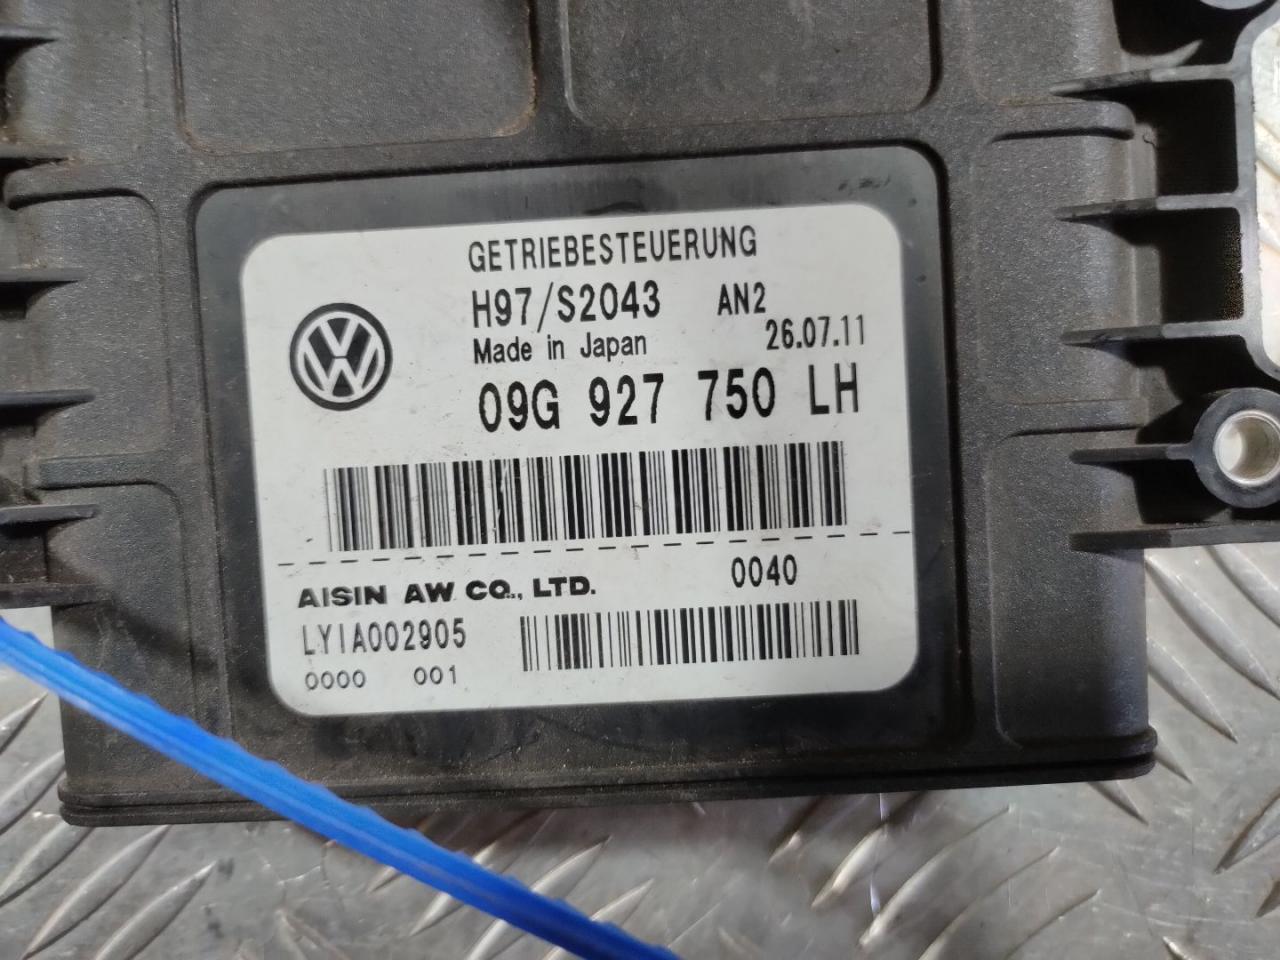 GETRIEBESTEUERUNG
H97/S2043 AN2
Made in Japan 26.07.11
09G 927 750 LH
AISIN AW CO., LTD. 0040
LYIA002905
0000 001